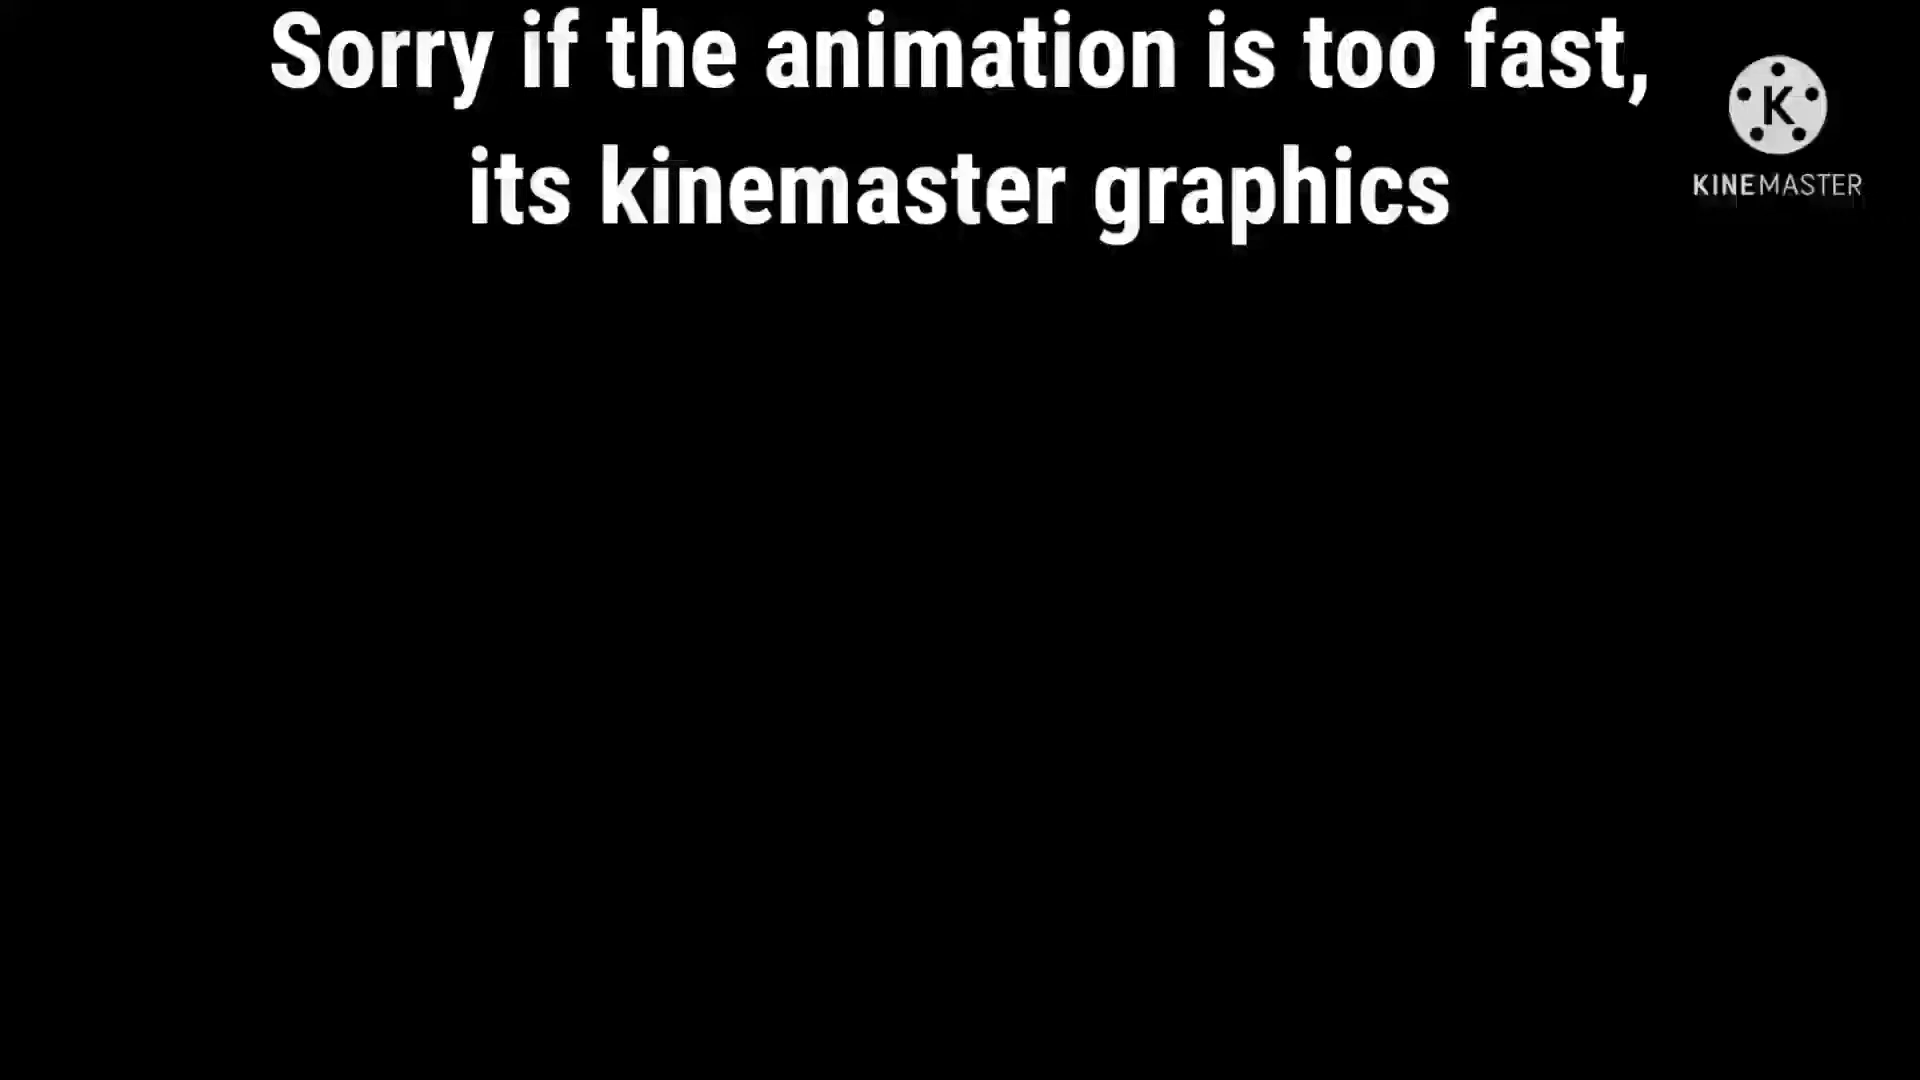 Sorry if the animation is too fast,
its kinemaster graphics
K
KINEMASTER